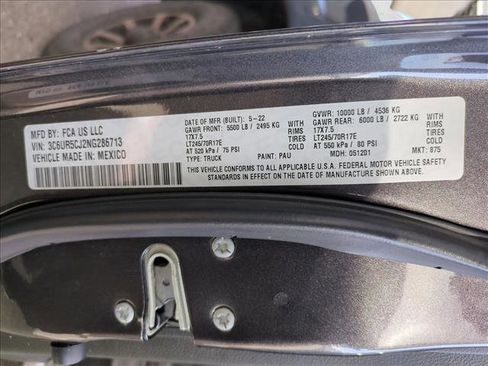 MFD BY: FCA US LLC
VIN: 3C6UR5CJ2NG286713
VEHICLE MADE IN: MEXICO
DATE OF MFR (BUILT): 5-22
GAWR FRONT: 5500 LB / 2495 KG
17X7.5
LT245/70R17E
AT 520 kPa / 75 PSI
TYPE: TRUCK
RIMS
TIRES
COLD
PAINT: PAU
GVWR: 10000 LB / 4536 KG
GAWR REAR: 6000 LB / 2722 KG
17X7.5
LT245/70R17E
AT 550 kPa / 80 PSI
MDH: 051201
RIMS
TIRES
COLD
MKT: 875
THIS VEHICLE CONFORMS TO ALL APPLICABLE U.S.A. FEDERAL MOTOR VEHICLE SAFETY
STANDARDS IN EFFECT ON THE DATE OF MANUFACTURE SHOWN ABOVE.